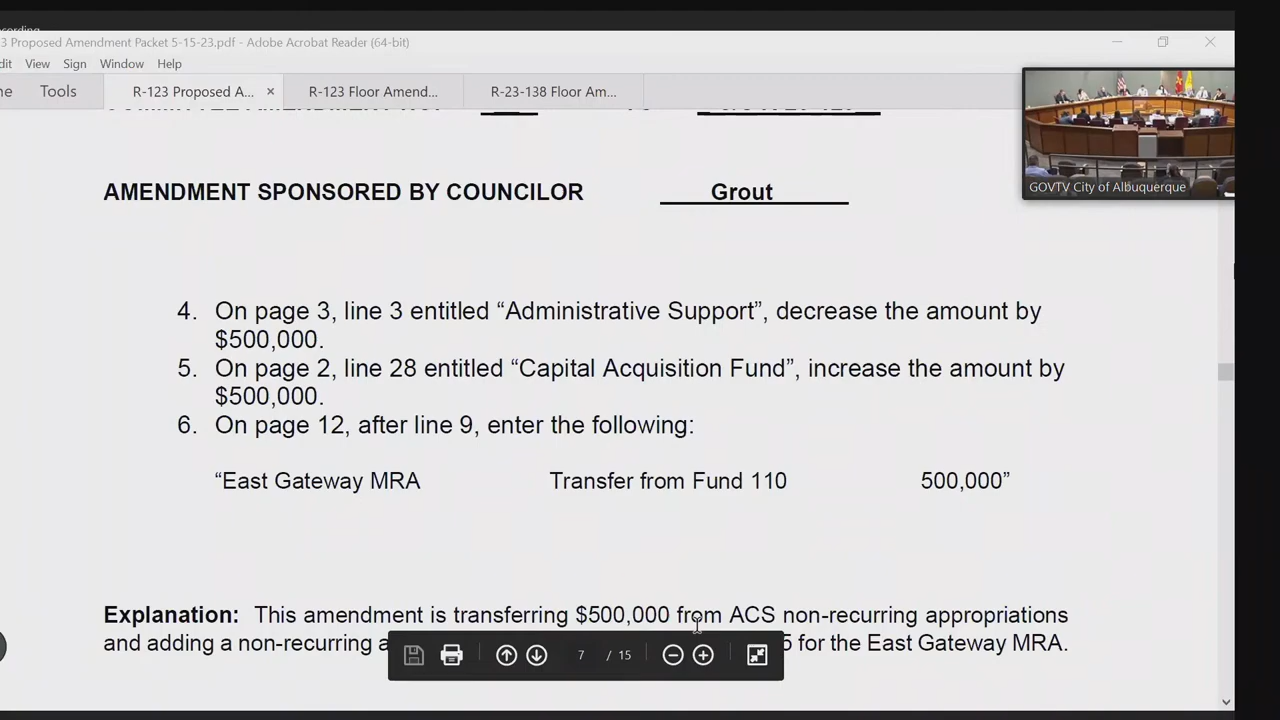 3 Proposed Amendment Packet 5-15-23.pdf - Adobe Acrobat Reader (64-bit)
dit View Sign Window Help
ne Tools R-123 Proposed A... × R-123 Floor Amend... R-23-138 Floor Am...
GOVTV City of Albuquerque
AMENDMENT SPONSORED BY COUNCILOR Grout
4. On page 3, line 3 entitled “Administrative Support”, decrease the amount by
$500,000.
5. On page 2, line 28 entitled “Capital Acquisition Fund”, increase the amount by
$500,000.
6. On page 12, after line 9, enter the following:
“East Gateway MRA Transfer from Fund 110 500,000”
Explanation: This amendment is transferring $500,000 from ACS non-recurring appropriations
and adding a non-recurring a 5 for the East Gateway MRA.
7 / 15